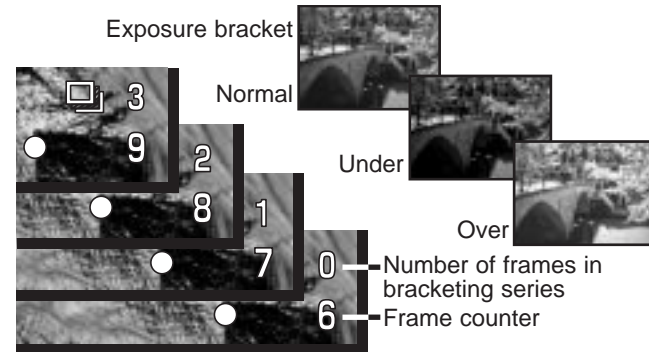 Exposure bracket
Normal
Under
Over
3
9
2
8
1
7
0
6
Number of frames in
bracketing series
Frame counter